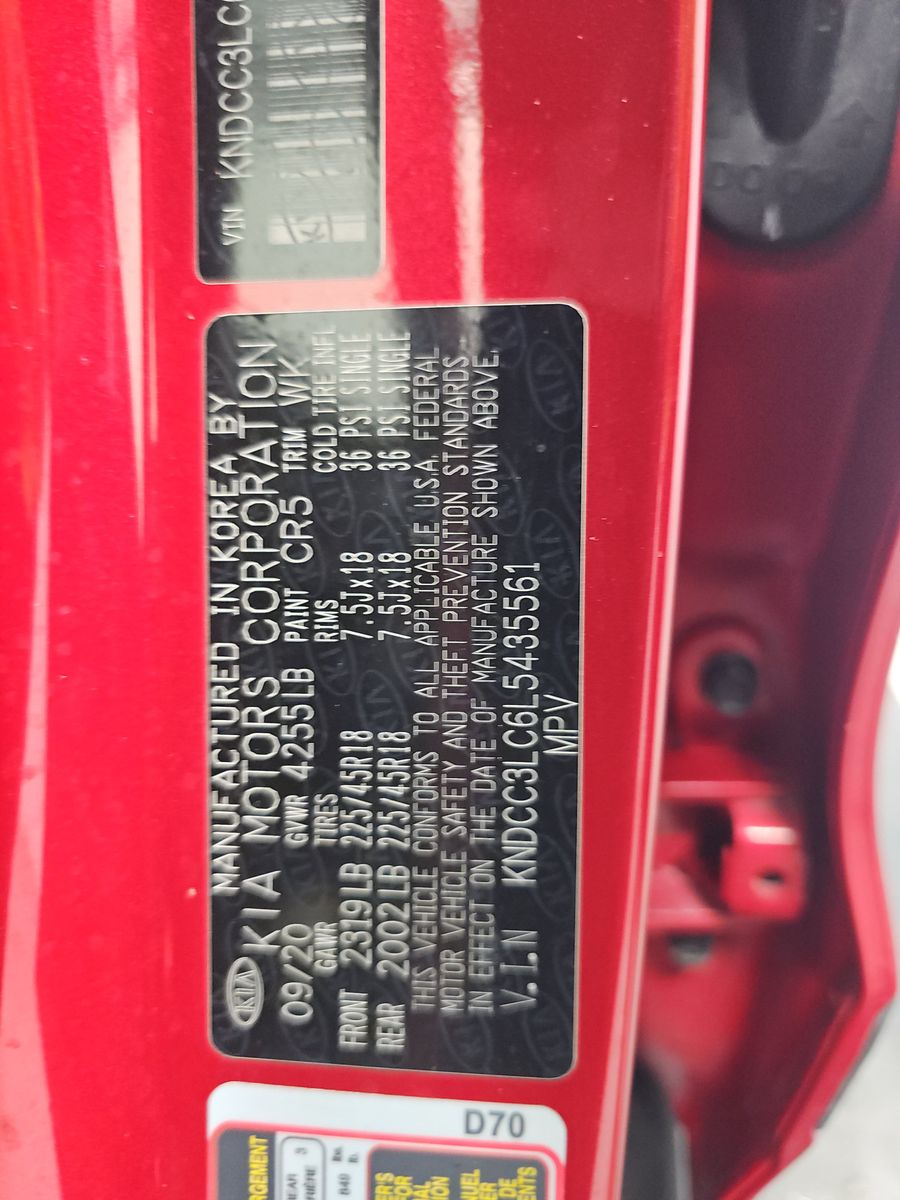 VIN KNDCC3LC
MANUFACTURED IN KOREA BY
KIA KIA MOTORS CORPORATION
09/20 GVWR 4255LB PAINT CR5 TRIM WK
GAWR TIRES RIMS COLD TIRE INFL
FRONT 2319LB 225/45R18 7.5Jx18 36 PSI SINGLE
REAR 2002LB 225/45R18 7.5Jx18 36 PSI SINGLE
THIS VEHICLE CONFORMS TO ALL APPLICABLE U.S.A. FEDERAL
MOTOR VEHICLE SAFETY AND THEFT PREVENTION STANDARDS
IN EFFECT ON THE DATE OF MANUFACTURE SHOWN ABOVE.
V.I.N KNDCC3LC6L5435561
MPV
D70